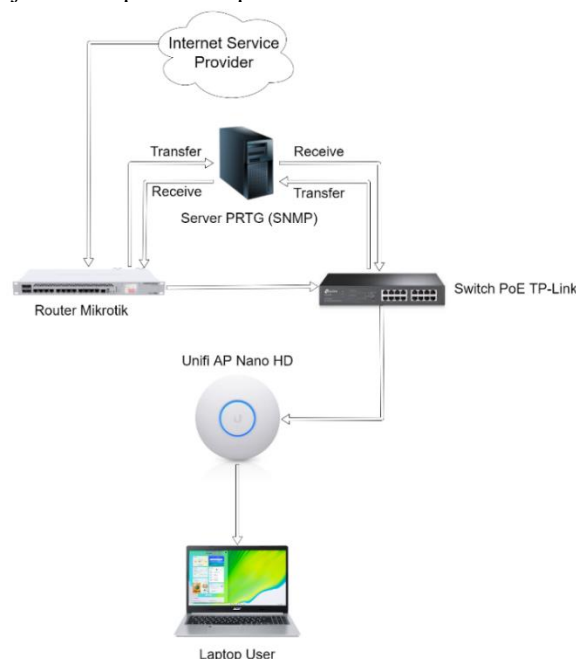 Internet Service
Provider
Transfer
Receive
Receive
Transfer
Server PRTG (SNMP)
Router Mikrotik
Switch PoE TP-Link
Unifi AP Nano HD
Laptop User